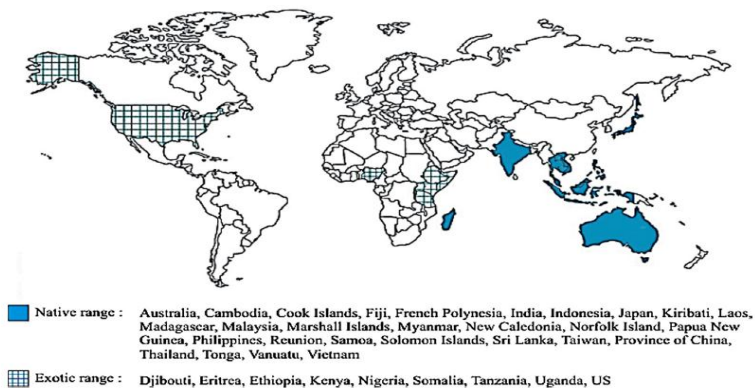 Native range : Australia, Cambodia, Cook Islands, Fiji, French Polynesia, India, Indonesia, Japan, Kiribati, Laos,
Madagascar, Malaysia, Marshall Islands, Myanmar, New Caledonia, Norfolk Island, Papua New
Guinea, Philippines, Reunion, Samoa, Solomon Islands, Sri Lanka, Taiwan, Province of China,
Thailand, Tonga, Vanuatu, Vietnam
Exotic range : Djibouti, Eritrea, Ethiopia, Kenya, Nigeria, Somalia, Tanzania, Uganda, US